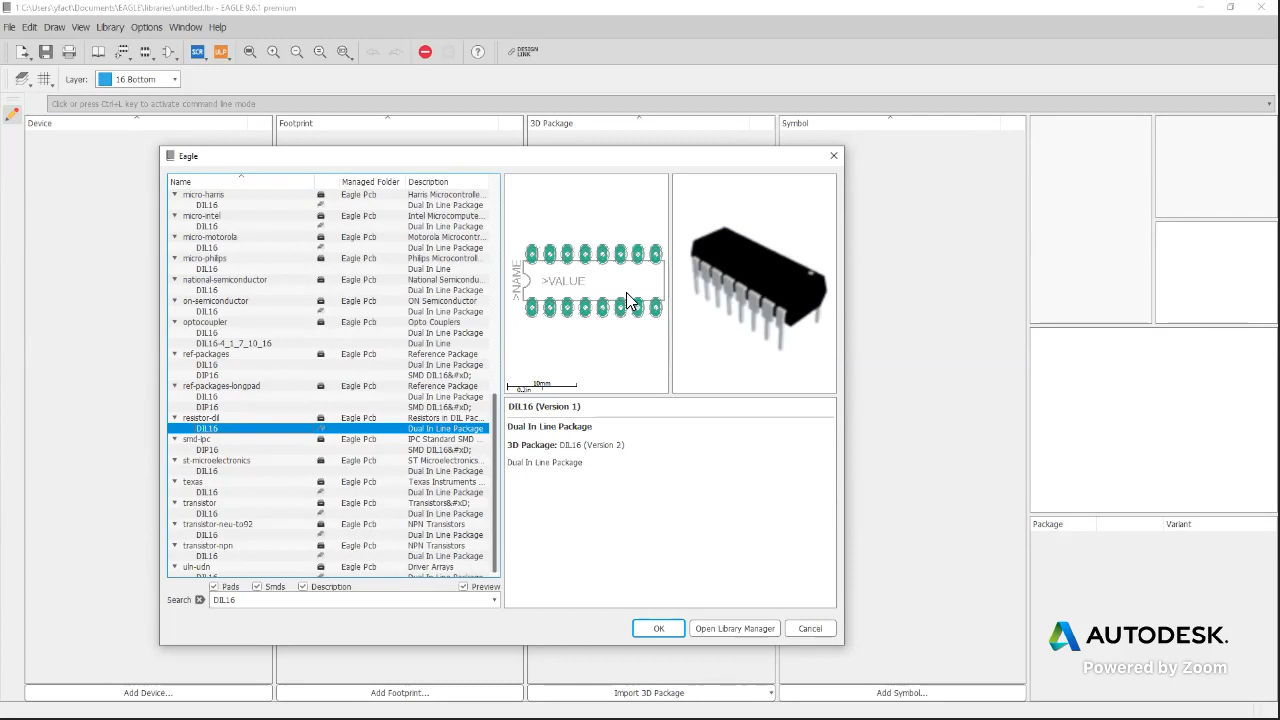 1 C:\Users\yfact\Documents\EAGLE\libraries\untitled.lbr - EAGLE 9.6.1 premium
File Edit Draw View Library Options Window Help
SCR ULP DESIGN LINK
Layer: 16 Bottom
Click or press Ctrl+L key to activate command line mode
Device Footprint 3D Package Symbol
Eagle
Name Managed Folder Description
micro-harris Eagle Pcb Harris Microcontrolle...
DIL16 Dual In Line Package
micro-intel Eagle Pcb Intel Microcompute...
DIL16 Dual In Line Package
micro-motorola Eagle Pcb Motorola Microcontr...
DIL16 Dual In Line Package
micro-philips Eagle Pcb Philips Microcontroll...
DIL16 Dual In Line
national-semiconductor Eagle Pcb National Semicondu...
DIL16 Dual In Line Package
on-semiconductor Eagle Pcb ON Semiconductor
DIL16 Dual In Line Package
optocoupler Eagle Pcb Opto Couplers
DIL16 Dual In Line Package
DIL16-4_1_7_10_16 Dual In Line
ref-packages Eagle Pcb Reference Package
DIL16 Dual In Line Package
DIP16 SMD DIL16&#xD;
ref-packages-longpad Eagle Pcb Reference Package
DIL16 Dual In Line Package
DIP16 SMD DIL16&#xD;
resistor-dil Eagle Pcb Resistors in DIL Pac...
DIL16 Dual In Line Package
smd-ipc Eagle Pcb IPC Standard SMD ...
DIP16 SMD DIL16&#xD;
st-microelectronics Eagle Pcb ST Microelectronics...
DIL16 Dual In Line Package
texas Eagle Pcb Texas Instruments ...
DIL16 Dual In Line Package
transistor Eagle Pcb Transistors&#xD;
DIL16 Dual In Line Package
transistor-neu-to92 Eagle Pcb NPN Transistors
DIL16 Dual In Line Package
transistor-npn Eagle Pcb NPN Transistors
DIL16 Dual In Line Package
uln-udn Eagle Pcb Driver Arrays
DIL16 Dual In Line Package
Pads Smds Description Preview
Search DIL16
>NAME
>VALUE
10mm
0.2in
DIL16 (Version 1)
Dual In Line Package
3D Package: DIL16 (Version 2)
Dual In Line Package
OK Open Library Manager Cancel
Package Variant
AUTODESK.
Powered by Zoom
Add Device... Add Footprint... Import 3D Package Add Symbol...